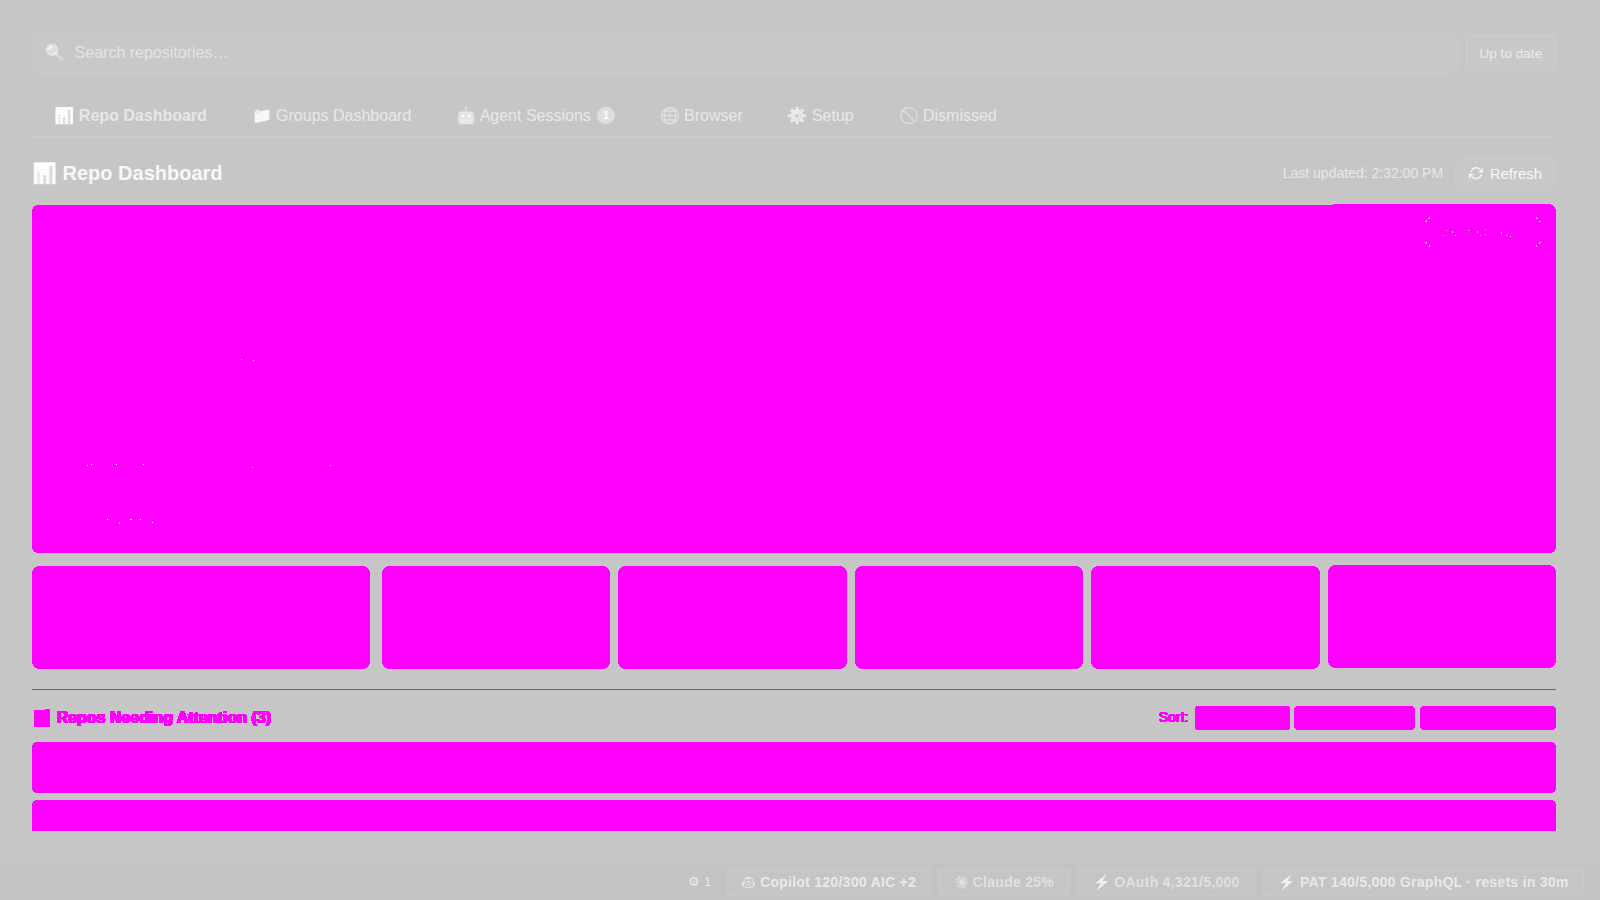 Search repositories…
Up to date
Repo Dashboard
Groups Dashboard
Agent Sessions 1
Browser
Setup
Dismissed
Repo Dashboard
Last updated: 2:32:00 PM
Refresh
Repos Needing Attention (3)
Sort:
1
Copilot 120/300 AIC +2
Claude 25%
OAuth 4,321/5,000
PAT 140/5,000 GraphQL · resets in 30m